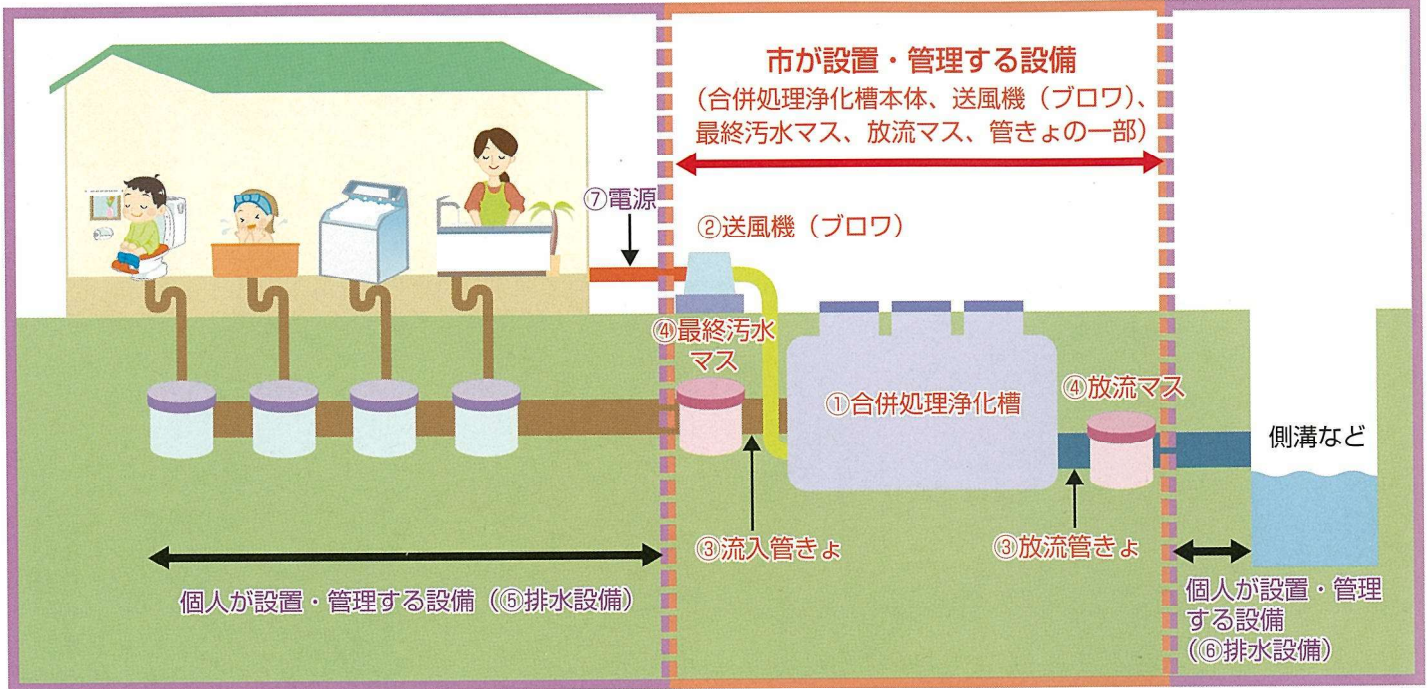 市が設置・管理する設備
（合併処理浄化槽本体、送風機（ブロワ）、
最終汚水マス、放流マス、管きょの一部）
⑦電源
②送風機（ブロワ）
④最終汚水
マス
①合併処理浄化槽
④放流マス
側溝など
③流入管きょ
③放流管きょ
個人が設置・管理する設備（⑤排水設備）
個人が設置・管理
する設備
（⑥排水設備）